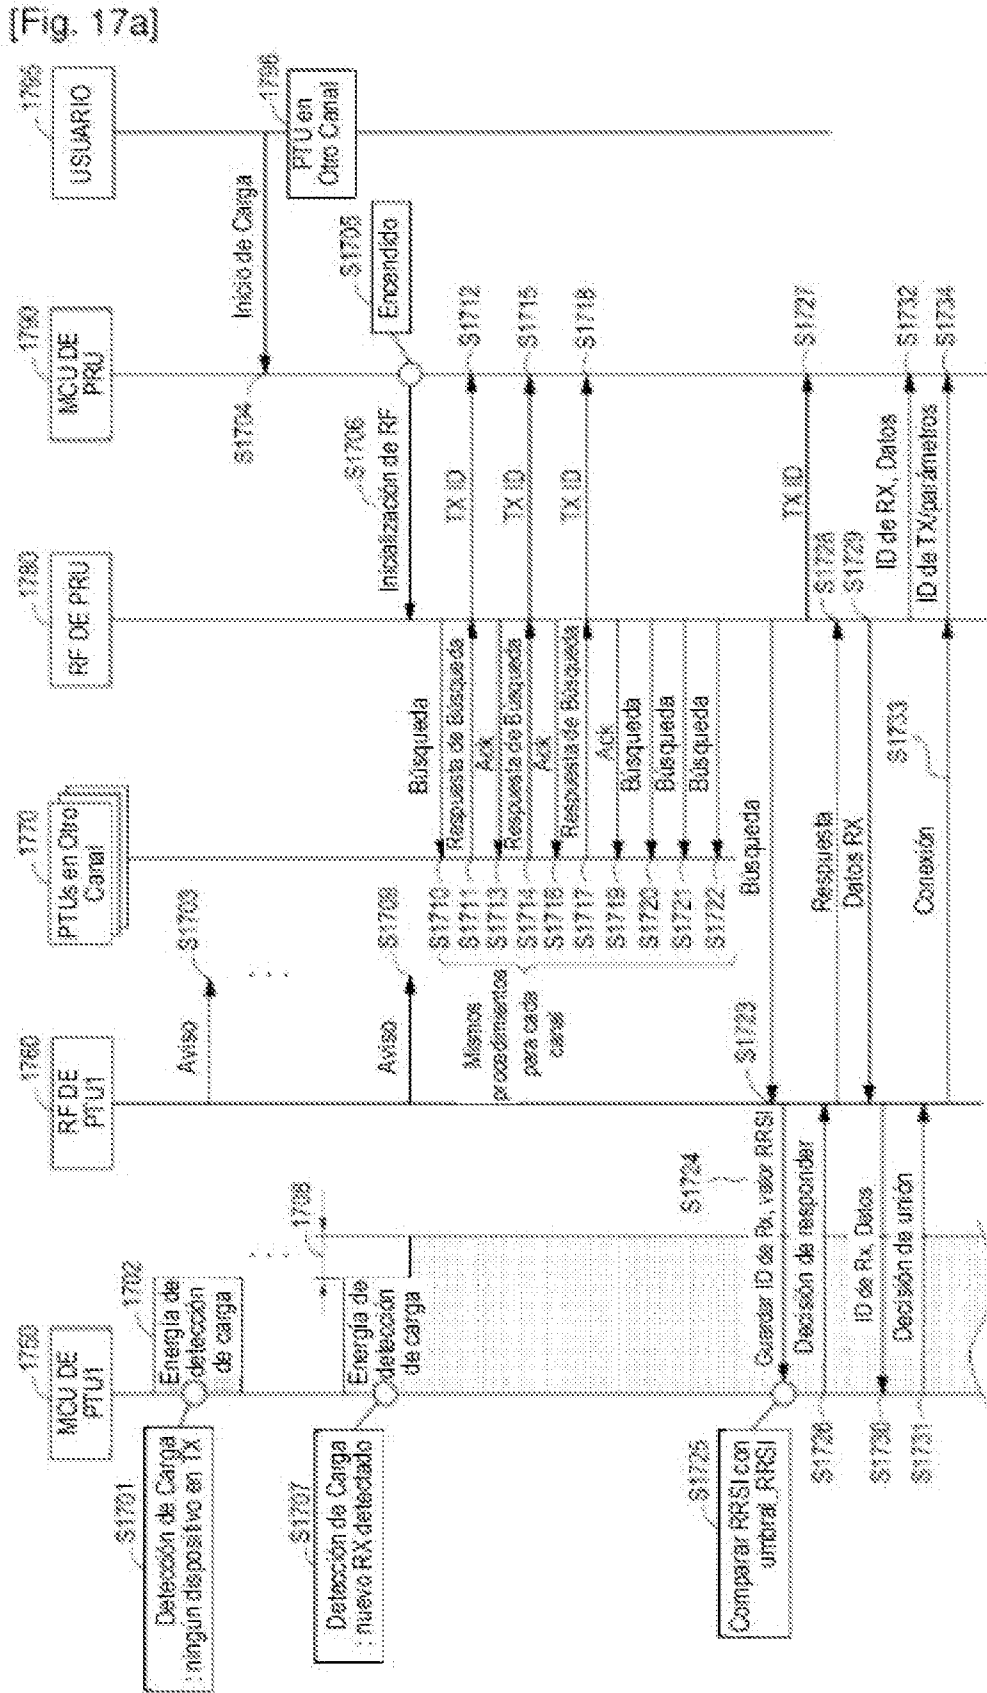 [Fig. 17a]
1750
MCU DE
PTU1
1760
RF DE
PTU1
1770
PTUs en Otro
Canal
1780
RF DE PRU
1790
MCU DE
PRU
1795
USUARIO
S1701
Detección de Carga
: ningún dispositivo en TX
1702
Energía de
detección
de carga
Aviso
S1703
Inicio de Carga
S1704
1796
PTU en
Otro Canal
S1705
Encendido
S1706
Inicialización de RF
S1707
Detección de Carga
: nuevo RX detectado
Energía de
detección
de carga
1708
Aviso
S1709
Mismos
procedimientos
para cada
canal
S1710
S1711
S1713
S1714
S1716
S1717
S1719
S1720
S1721
S1722
Búsqueda
Respuesta de Búsqueda
Ack
Respuesta de Búsqueda
Ack
Respuesta de Búsqueda
Ack
Búsqueda
Búsqueda
Búsqueda
TX ID
S1712
TX ID
S1715
TX ID
S1718
Búsqueda
S1723
S1724
Guardar ID de Rx, valor RRSI
S1725
Comparar RRSI con
umbral_RRSI
Decisión de responder
S1726
TX ID
S1727
Respuesta
S1728
Datos RX
S1729
ID de Rx, Datos
S1730
Decisión de unión
S1731
ID de RX, Datos
S1732
Conexión
S1733
ID de TX/parámetros
S1734